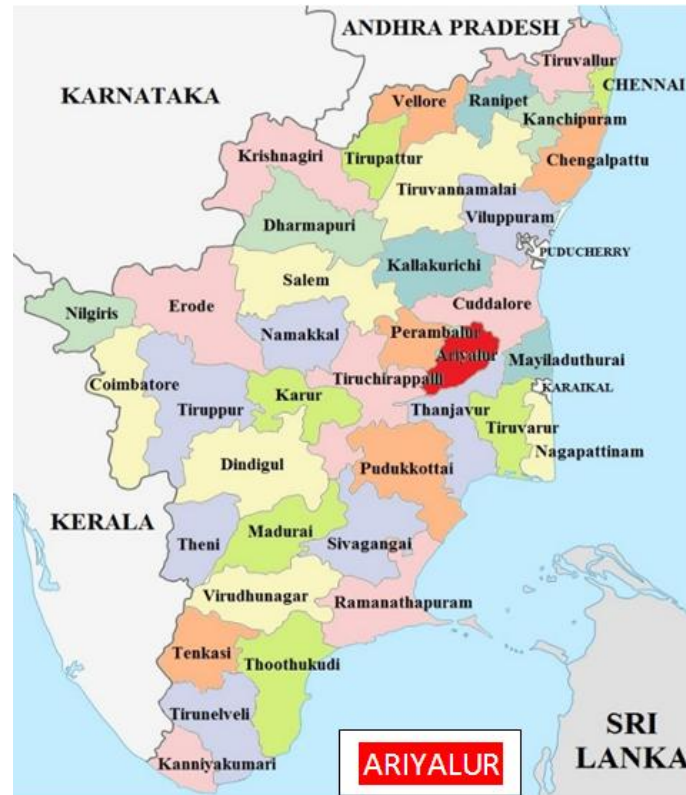 ANDHRA PRADESH
Tiruvallur
KARNATAKA
CHENNAI
Vellore
Ranipet
Kanchipuram
Krishnagiri
Tirupattur
Chengalpattu
Tiruvannamalai
Viluppuram
Dharmapuri
PUDUCHERRY
Kallakurichi
Salem
Cuddalore
Nilgiris
Erode
Namakkal
Perambalur
Ariyalur
Mayiladuthurai
Coimbatore
Tiruchirappalli
KARAIKAL
Karur
Tiruppur
Thanjavur
Tiruvarur
Nagapattinam
Dindigul
Pudukkottai
KERALA
Madurai
Theni
Sivagangai
Virudhunagar
Ramanathapuram
Tenkasi
Thoothukudi
Tirunelveli
SRI
LANKA
Kanniyakumari
ARIYALUR